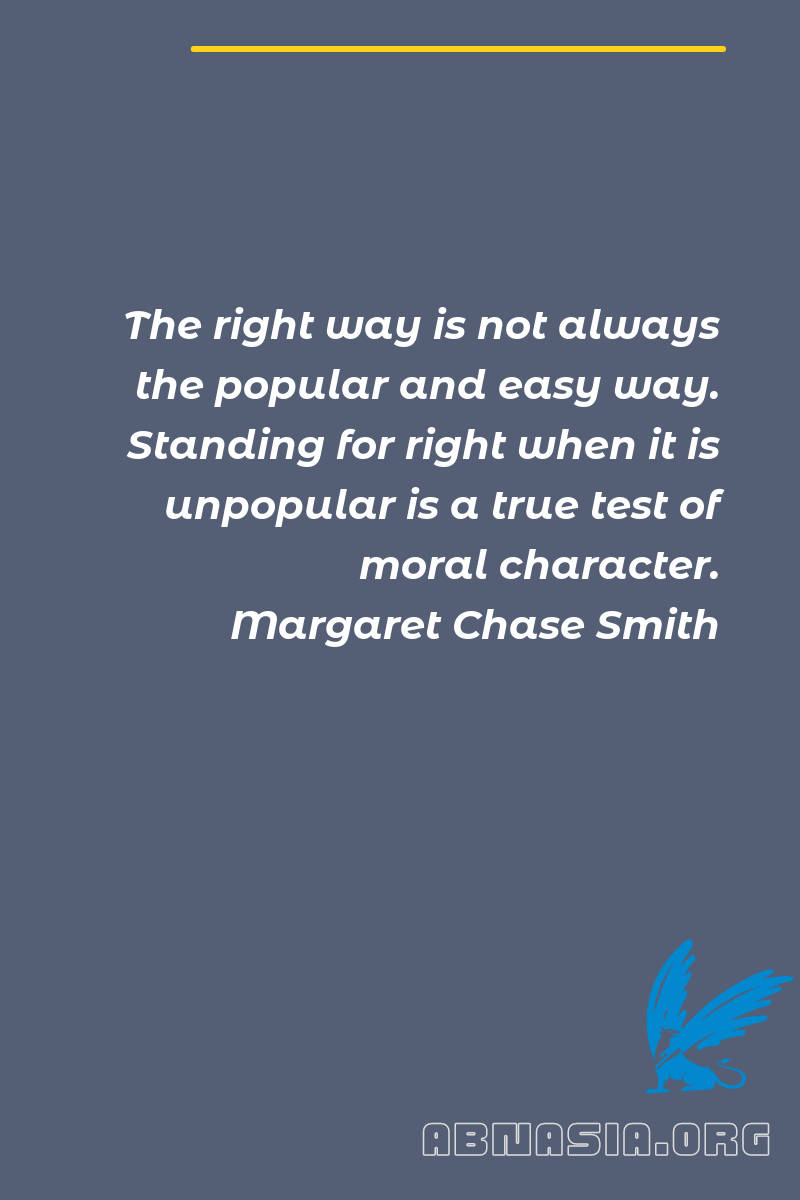 The right way is not always
the popular and easy way.
Standing for right when it is
unpopular is a true test of
moral character.
Margaret Chase Smith
ABNASIA.ORG